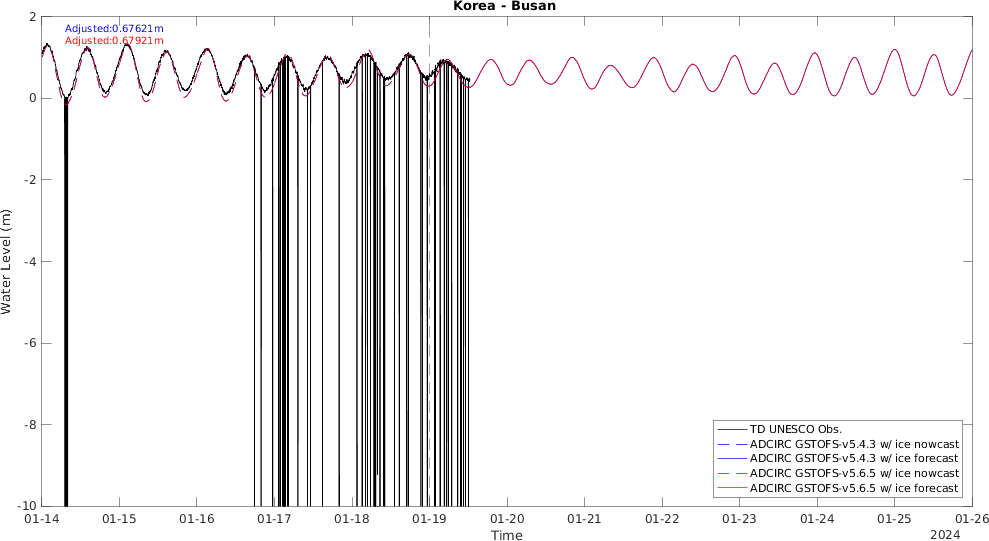 Korea - Busan
Adjusted:0.67621m
Adjusted:0.67921m
Water Level (m)
2
0
-2
-4
-6
-8
-10
TD UNESCO Obs.
ADCIRC GSTOFS-v5.4.3 w/ ice nowcast
ADCIRC GSTOFS-v5.4.3 w/ ice forecast
ADCIRC GSTOFS-v5.6.5 w/ ice nowcast
ADCIRC GSTOFS-v5.6.5 w/ ice forecast
01-14 01-15 01-16 01-17 01-18 01-19 01-20 01-21 01-22 01-23 01-24 01-25 01-26
Time
2024